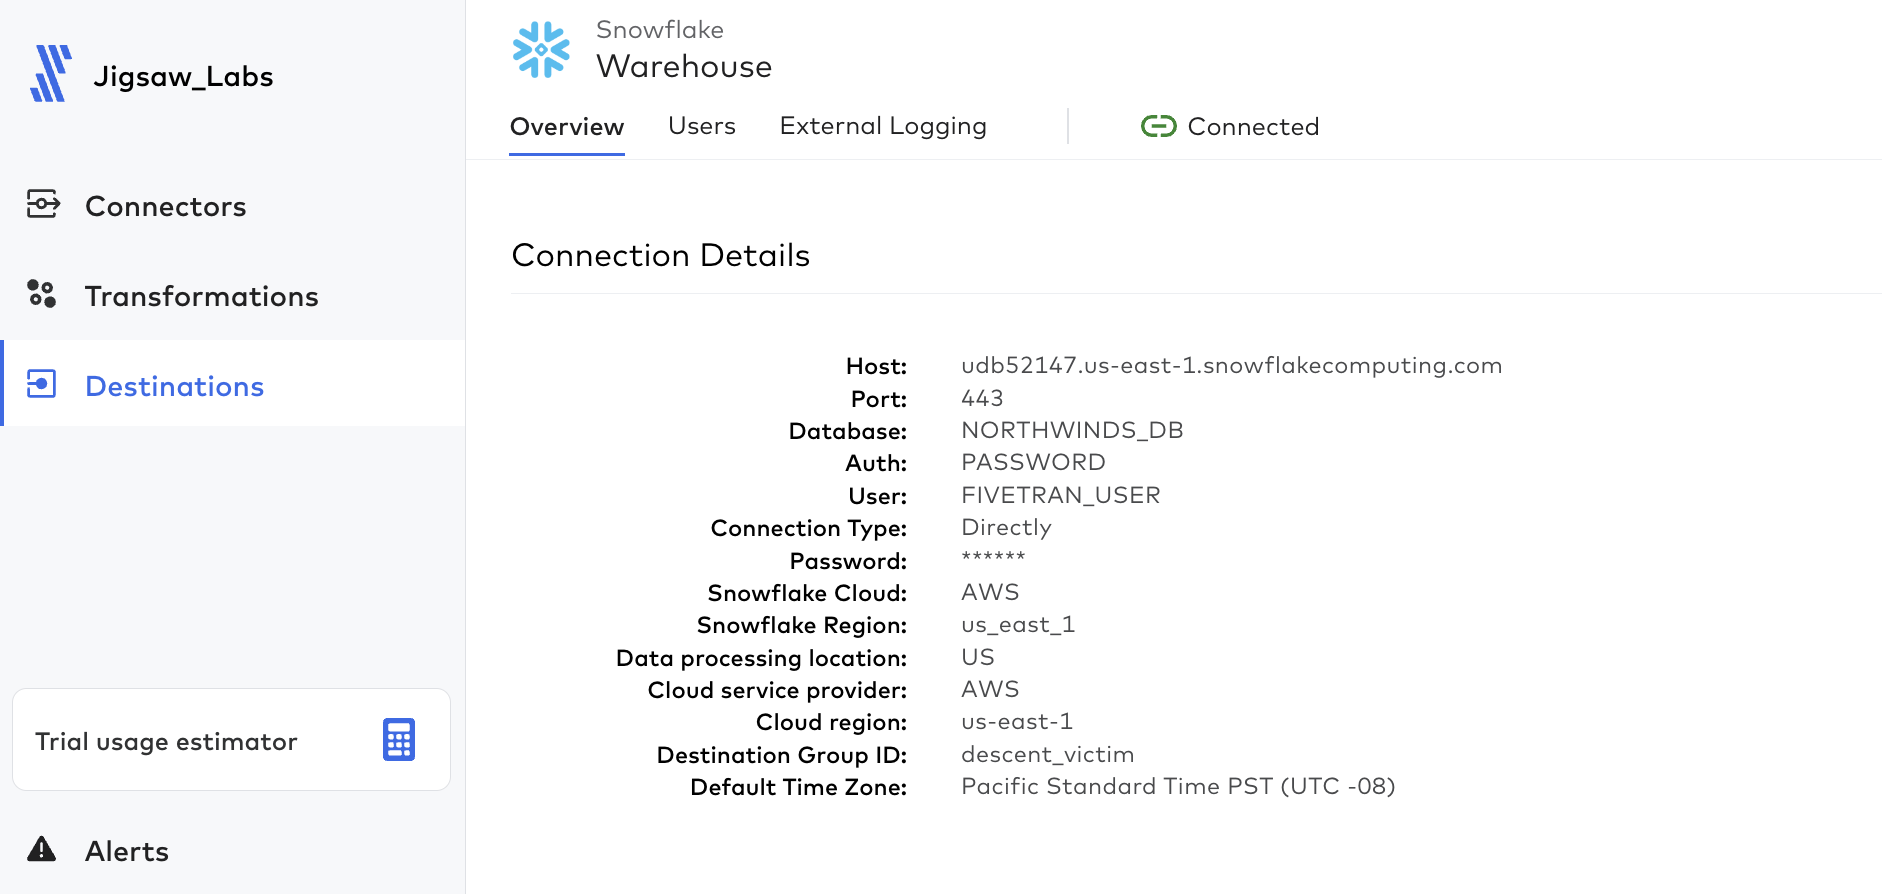 Jigsaw_Labs
Connectors
Transformations
Destinations
Trial usage estimator
Alerts
Snowflake
Warehouse
Overview Users External Logging Connected
Connection Details
Host: udb52147.us-east-1.snowflakecomputing.com
Port: 443
Database: NORTHWINDS_DB
Auth: PASSWORD
User: FIVETRAN_USER
Connection Type: Directly
Password: ******
Snowflake Cloud: AWS
Snowflake Region: us_east_1
Data processing location: US
Cloud service provider: AWS
Cloud region: us-east-1
Destination Group ID: descent_victim
Default Time Zone: Pacific Standard Time PST (UTC -08)